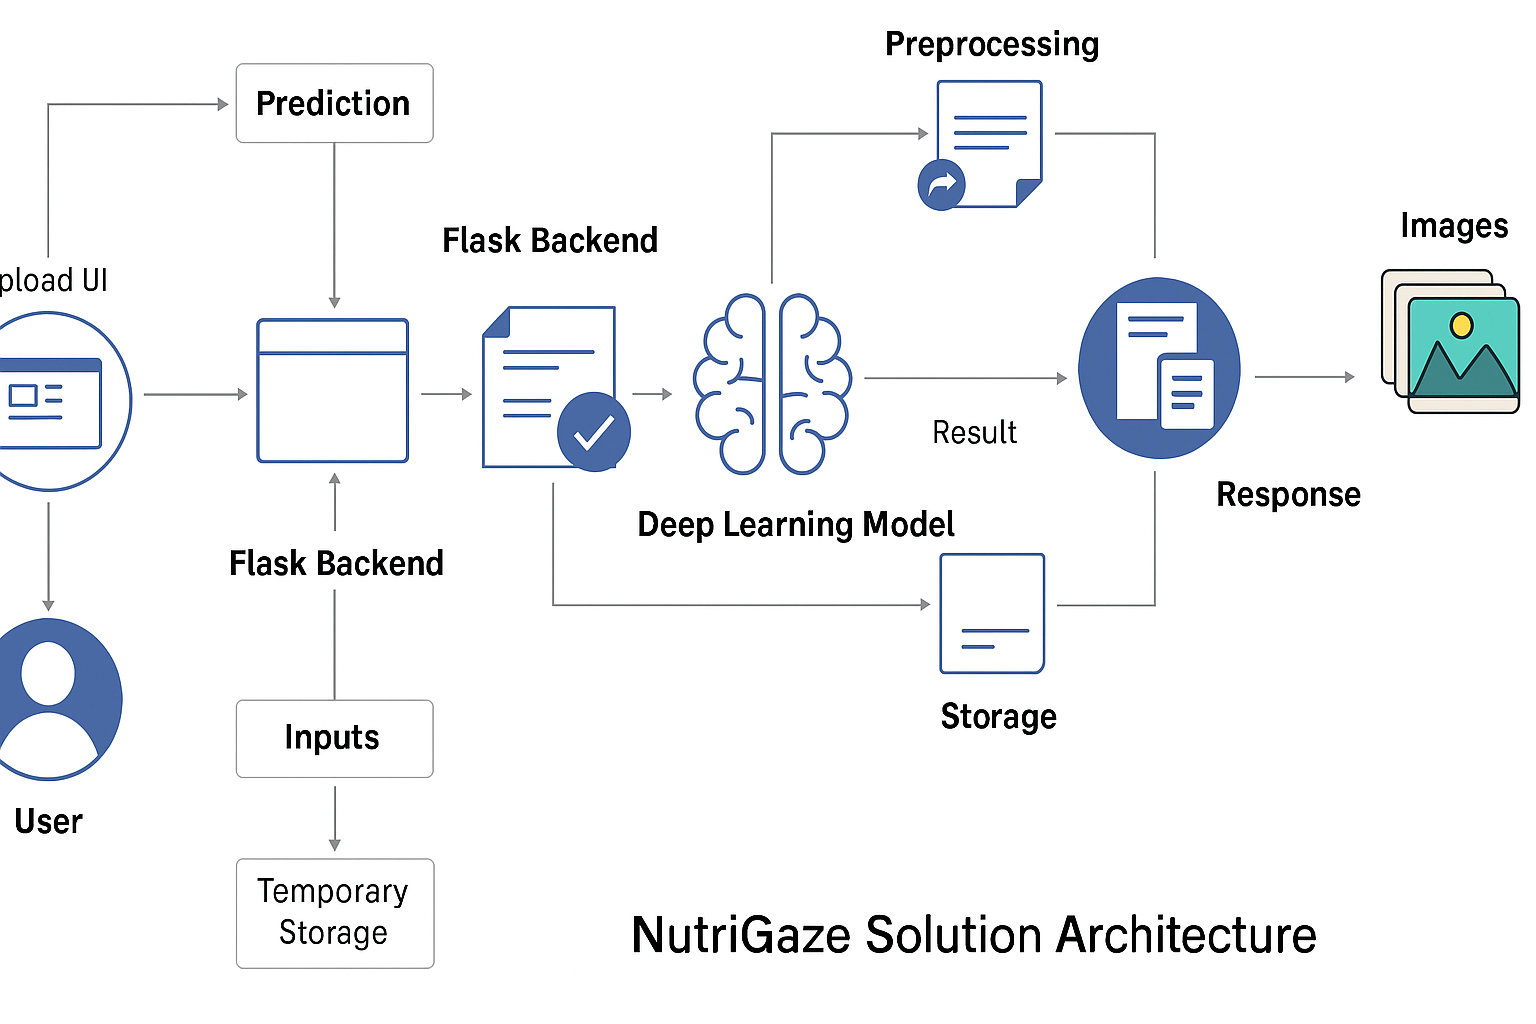 Preprocessing
Prediction
Images
Flask Backend
pload UI
Result
Response
Deep Learning Model
Flask Backend
Storage
Inputs
User
Temporary
Storage
NutriGaze Solution Architecture